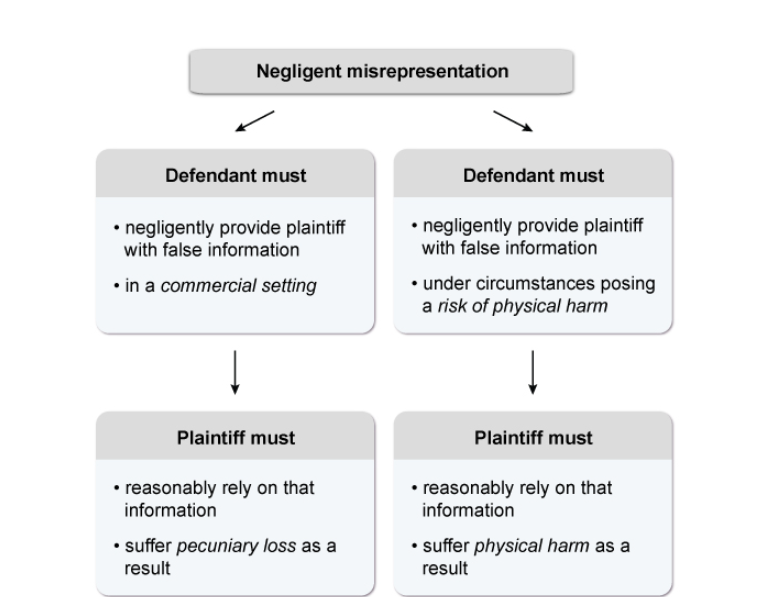 Negligent misrepresentation
Defendant must
• negligently provide plaintiff
with false information
• in a commercial setting
Defendant must
• negligently provide plaintiff
with false information
• under circumstances posing
a risk of physical harm
Plaintiff must
• reasonably rely on that
information
• suffer pecuniary loss as a
result
Plaintiff must
• reasonably rely on that
information
• suffer physical harm as a
result